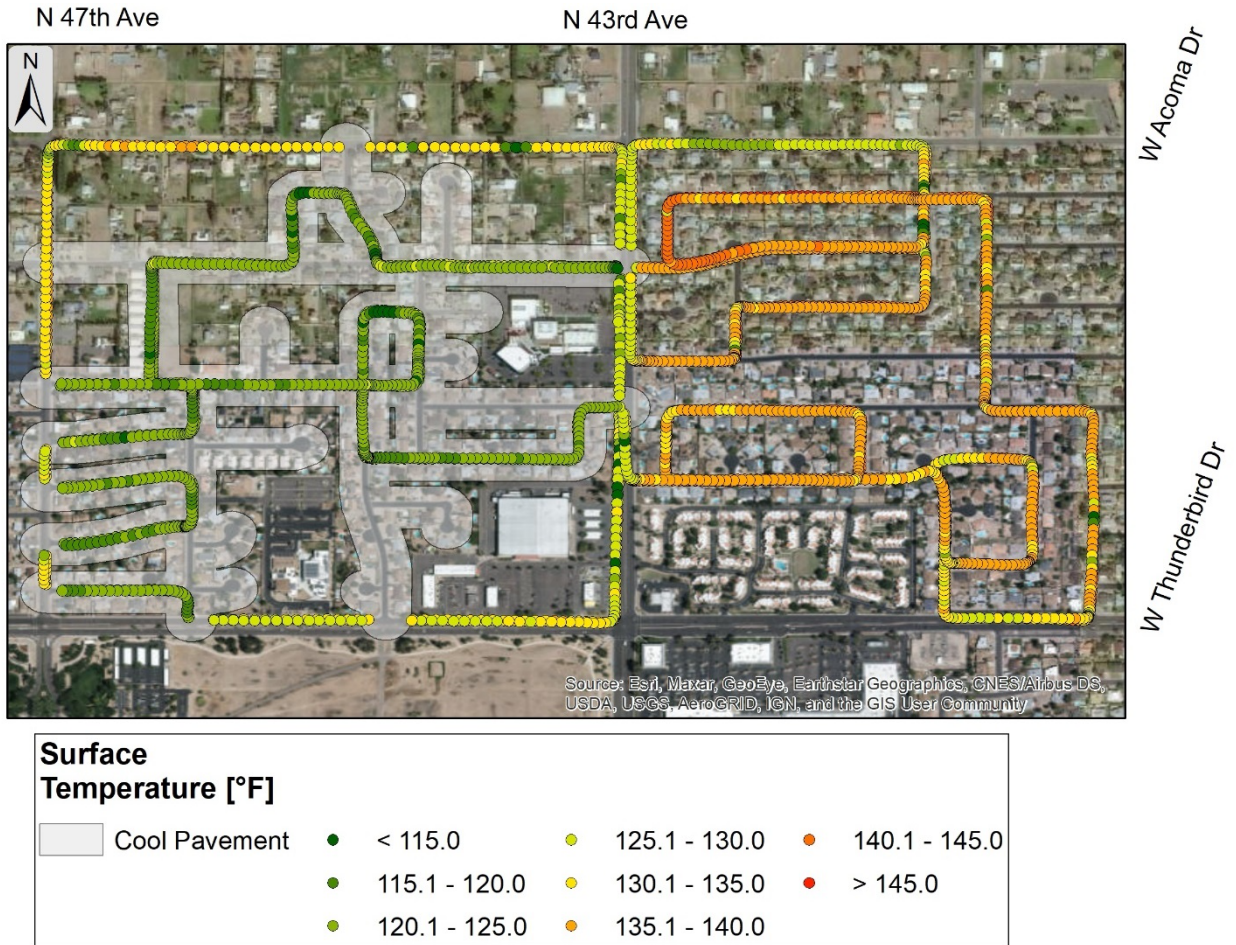 N 47th Ave
N 43rd Ave
N
W Acoma Dr
W Thunderbird Dr
Source: Esri, Maxar, GeoEye, Earthstar Geographics, CNES/Airbus DS,
USDA, USGS, AeroGRID, IGN, and the GIS User Community
Surface
Temperature [°F]
Cool Pavement
< 115.0
115.1 - 120.0
120.1 - 125.0
125.1 - 130.0
130.1 - 135.0
135.1 - 140.0
140.1 - 145.0
> 145.0